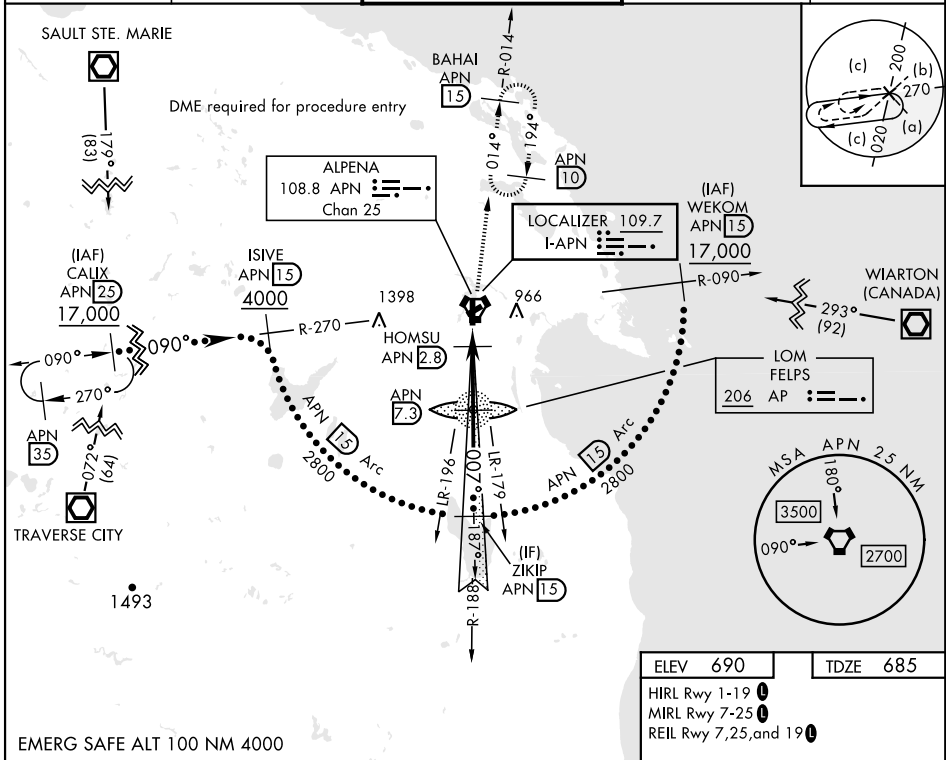 SAULT STE. MARIE
179°
(83)
DME required for procedure entry
BAHAI
APN
15
R-014
014°
194°
APN
10
(c)
200
(b)
270
(a)
(c)
020
ALPENA
108.8 APN
Chan 25
LOCALIZER 109.7
I-APN
(IAF)
WEKOM
APN 15
17,000
R-090
WIARTON
(CANADA)
293°
(92)
(IAF)
CALIX
APN 25
17,000
ISIVE
APN 15
4000
R-270
1398
966
HOMSU
APN 2.8
090°
090°
270°
APN
35
072°
(64)
TRAVERSE CITY
1493
APN
7.3
LOM
FELPS
206 AP
APN 15 Arc
2800
APN 15 Arc
2800
LR-196
007°
LR-179
187°
R-188
(IF)
ZIKIP
APN 15
MSA APN 25 NM
180°
3500
090°
2700
ELEV 690
TDZE 685
HIRL Rwy 1-19 L
MIRL Rwy 7-25 L
REIL Rwy 7,25,and 19 L
EMERG SAFE ALT 100 NM 4000